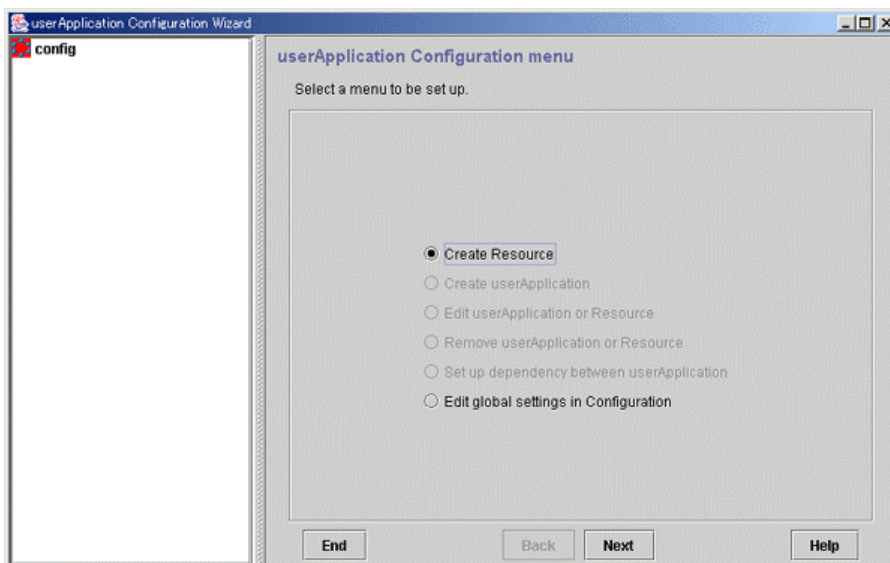 userApplication Configuration Wizard
config
userApplication Configuration menu
Select a menu to be set up.
Create Resource
Create userApplication
Edit userApplication or Resource
Remove userApplication or Resource
Set up dependency between userApplication
Edit global settings in Configuration
End Back Next Help